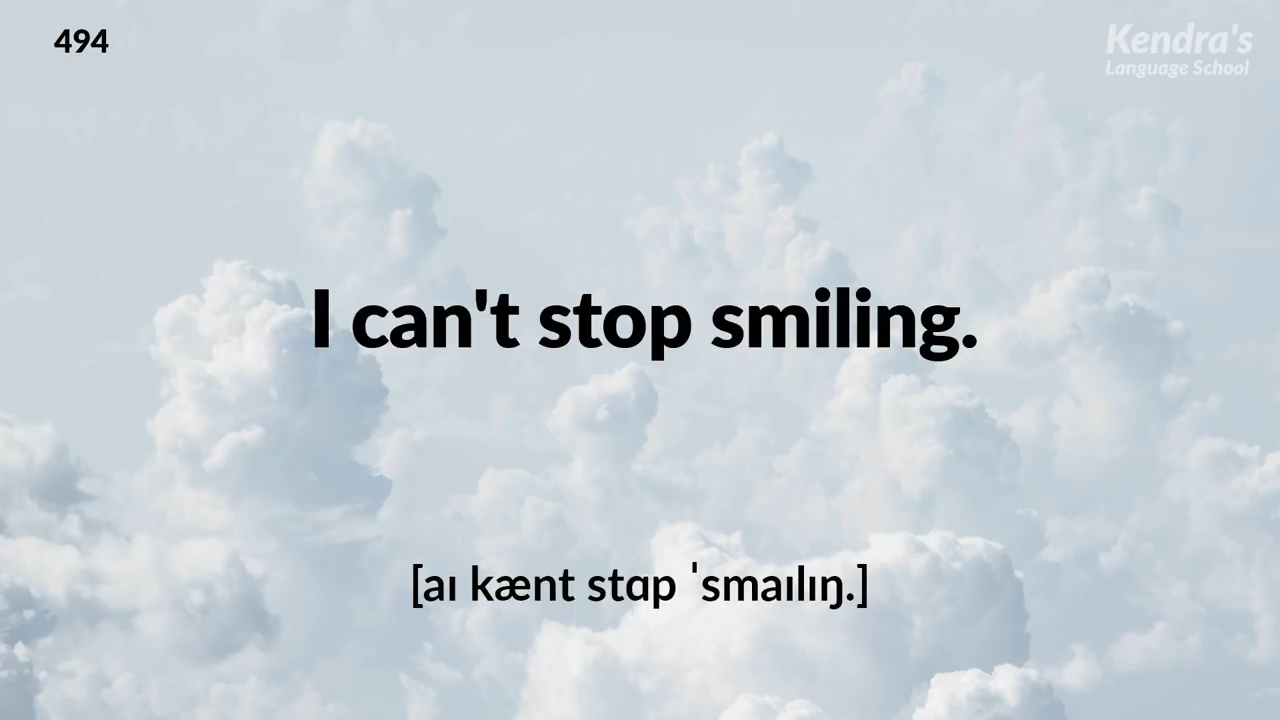 494
Kendra's
Language School
I can't stop smiling.
[aɪ kænt stɑp ˈsmaɪlɪŋ.]